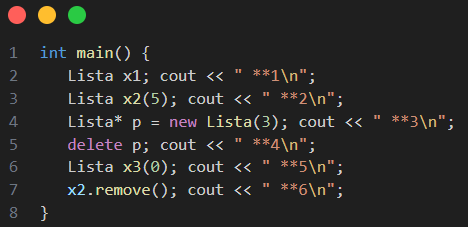 1 int main() {
2 Lista x1; cout << " **1\n";
3 Lista x2(5); cout << " **2\n";
4 Lista* p = new Lista(3); cout << " **3\n";
5 delete p; cout << " **4\n";
6 Lista x3(0); cout << " **5\n";
7 x2.remove(); cout << " **6\n";
8 }